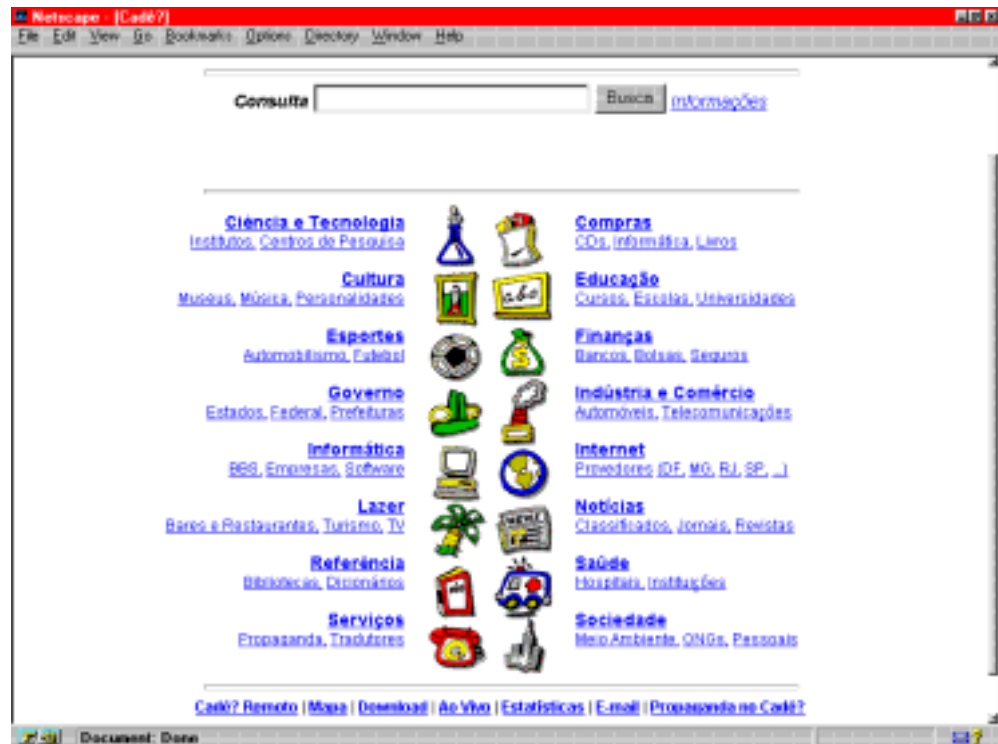 Netscape - [Cadê?]
File Edit View Go Bookmarks Options Directory Window Help
Consulta Busca Informações
Ciência e Tecnologia
Institutos, Centros de Pesquisa
Compras
CDs, Informática, Livros
Cultura
Museus, Música, Personalidades
abc
Educação
Cursos, Escolas, Universidades
Esportes
Automobilismo, Futebol
$
Finanças
Bancos, Bolsas, Seguros
Governo
Estados, Federal, Prefeituras
Indústria e Comércio
Automóveis, Telecomunicações
Informática
BBS, Empresas, Software
Internet
Provedores (DF, MG, RJ, SP, ...)
Lazer
Bares e Restaurantes, Turismo, TV
NEWS
Notícias
Classificados, Jornais, Revistas
Referência
Bibliotecas, Dicionários
Saúde
Hospitais, Instituições
Serviços
Propaganda, Tradutores
Sociedade
Meio Ambiente, ONGs, Pessoais
Cadê? Remoto | Mapa | Download | Ao Vivo | Estatísticas | E-mail | Propaganda no Cadê?
Document: Done